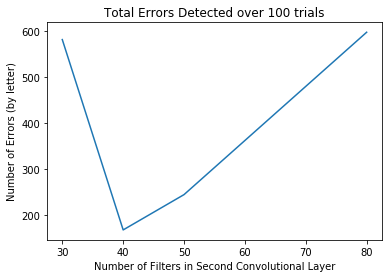 Total Errors Detected over 100 trials
600
500
400
300
200
Number of Errors (by letter)
30 40 50 60 70 80
Number of Filters in Second Convolutional Layer